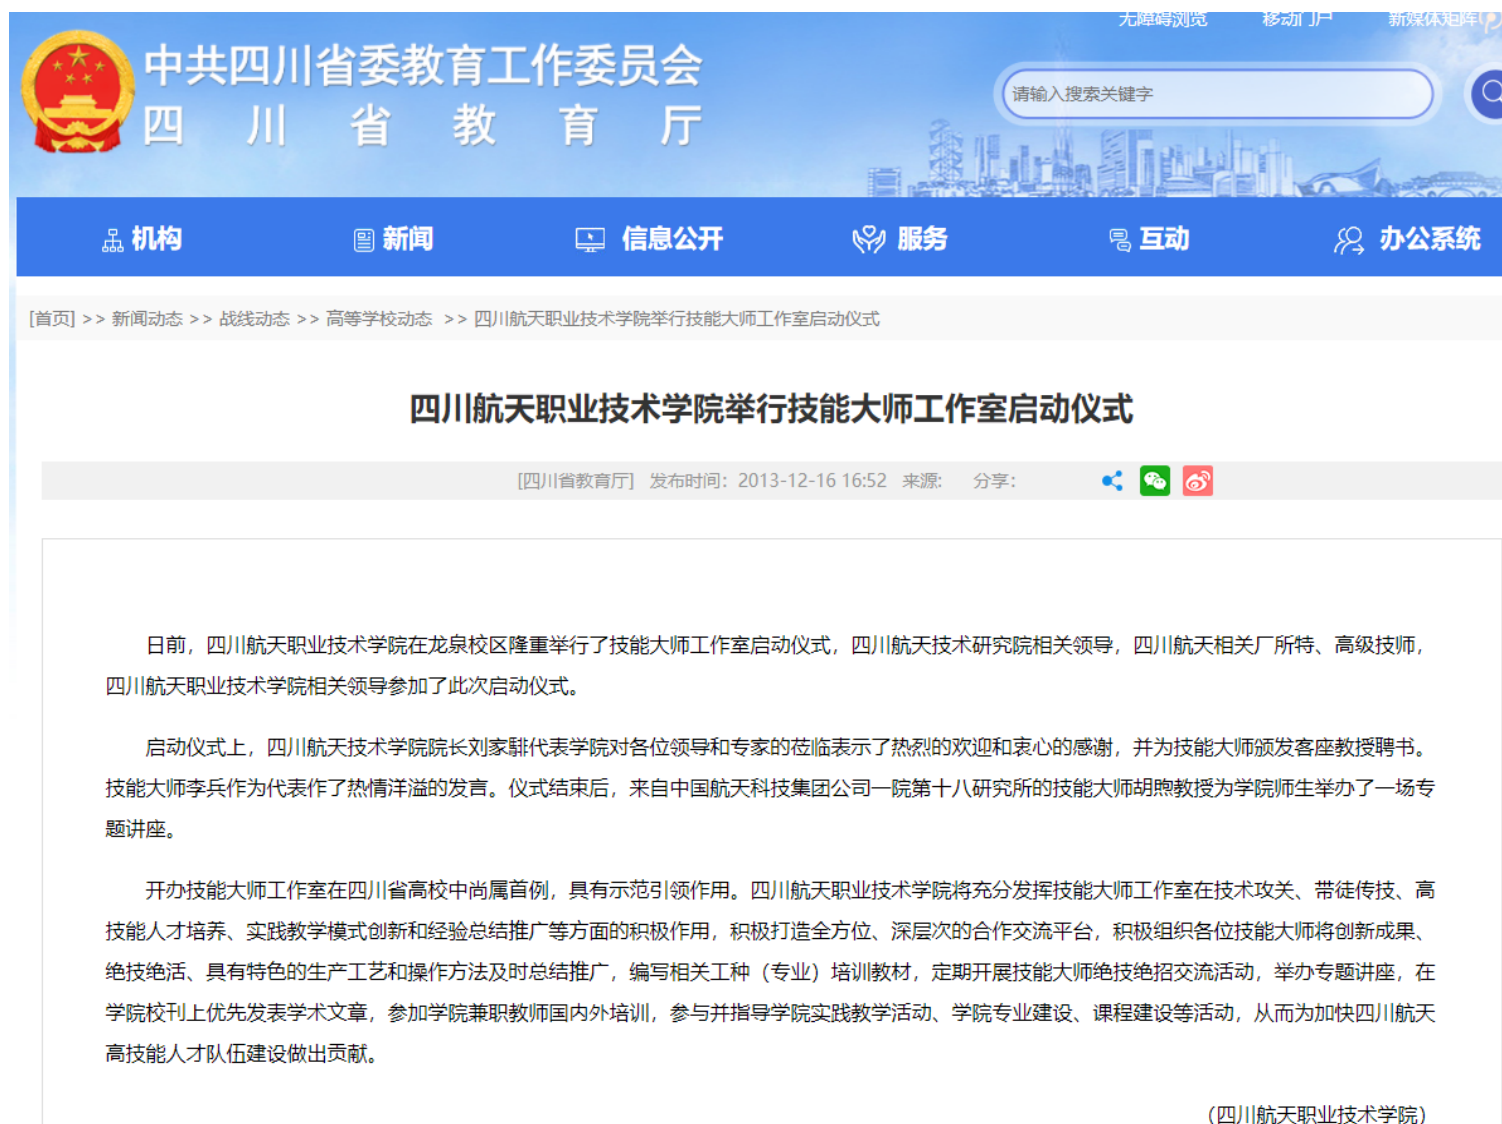 无障碍浏览 移动门户 新媒体矩阵
中共四川省委教育工作委员会
四川省教育厅
请输入搜索关键字
机构 新闻 信息公开 服务 互动 办公系统
[首页] >> 新闻动态 >> 战线动态 >> 高等学校动态 >> 四川航天职业技术学院举行技能大师工作室启动仪式
四川航天职业技术学院举行技能大师工作室启动仪式
[四川省教育厅] 发布时间：2013-12-16 16:52 来源: 分享：
日前，四川航天职业技术学院在龙泉校区隆重举行了技能大师工作室启动仪式，四川航天技术研究院相关领导，四川航天相关厂所特、高级技师，
四川航天职业技术学院相关领导参加了此次启动仪式。
启动仪式上，四川航天技术学院院长刘家騑代表学院对各位领导和专家的莅临表示了热烈的欢迎和衷心的感谢，并为技能大师颁发客座教授聘书。
技能大师李兵作为代表作了热情洋溢的发言。仪式结束后，来自中国航天科技集团公司一院第十八研究所的技能大师胡煦教授为学院师生举办了一场专
题讲座。
开办技能大师工作室在四川省高校中尚属首例，具有示范引领作用。四川航天职业技术学院将充分发挥技能大师工作室在技术攻关、带徒传技、高
技能人才培养、实践教学模式创新和经验总结推广等方面的积极作用，积极打造全方位、深层次的合作交流平台，积极组织各位技能大师将创新成果、
绝技绝活、具有特色的生产工艺和操作方法及时总结推广，编写相关工种（专业）培训教材，定期开展技能大师绝技绝招交流活动，举办专题讲座，在
学院校刊上优先发表学术文章，参加学院兼职教师国内外培训，参与并指导学院实践教学活动、学院专业建设、课程建设等活动，从而为加快四川航天
高技能人才队伍建设做出贡献。
（四川航天职业技术学院）